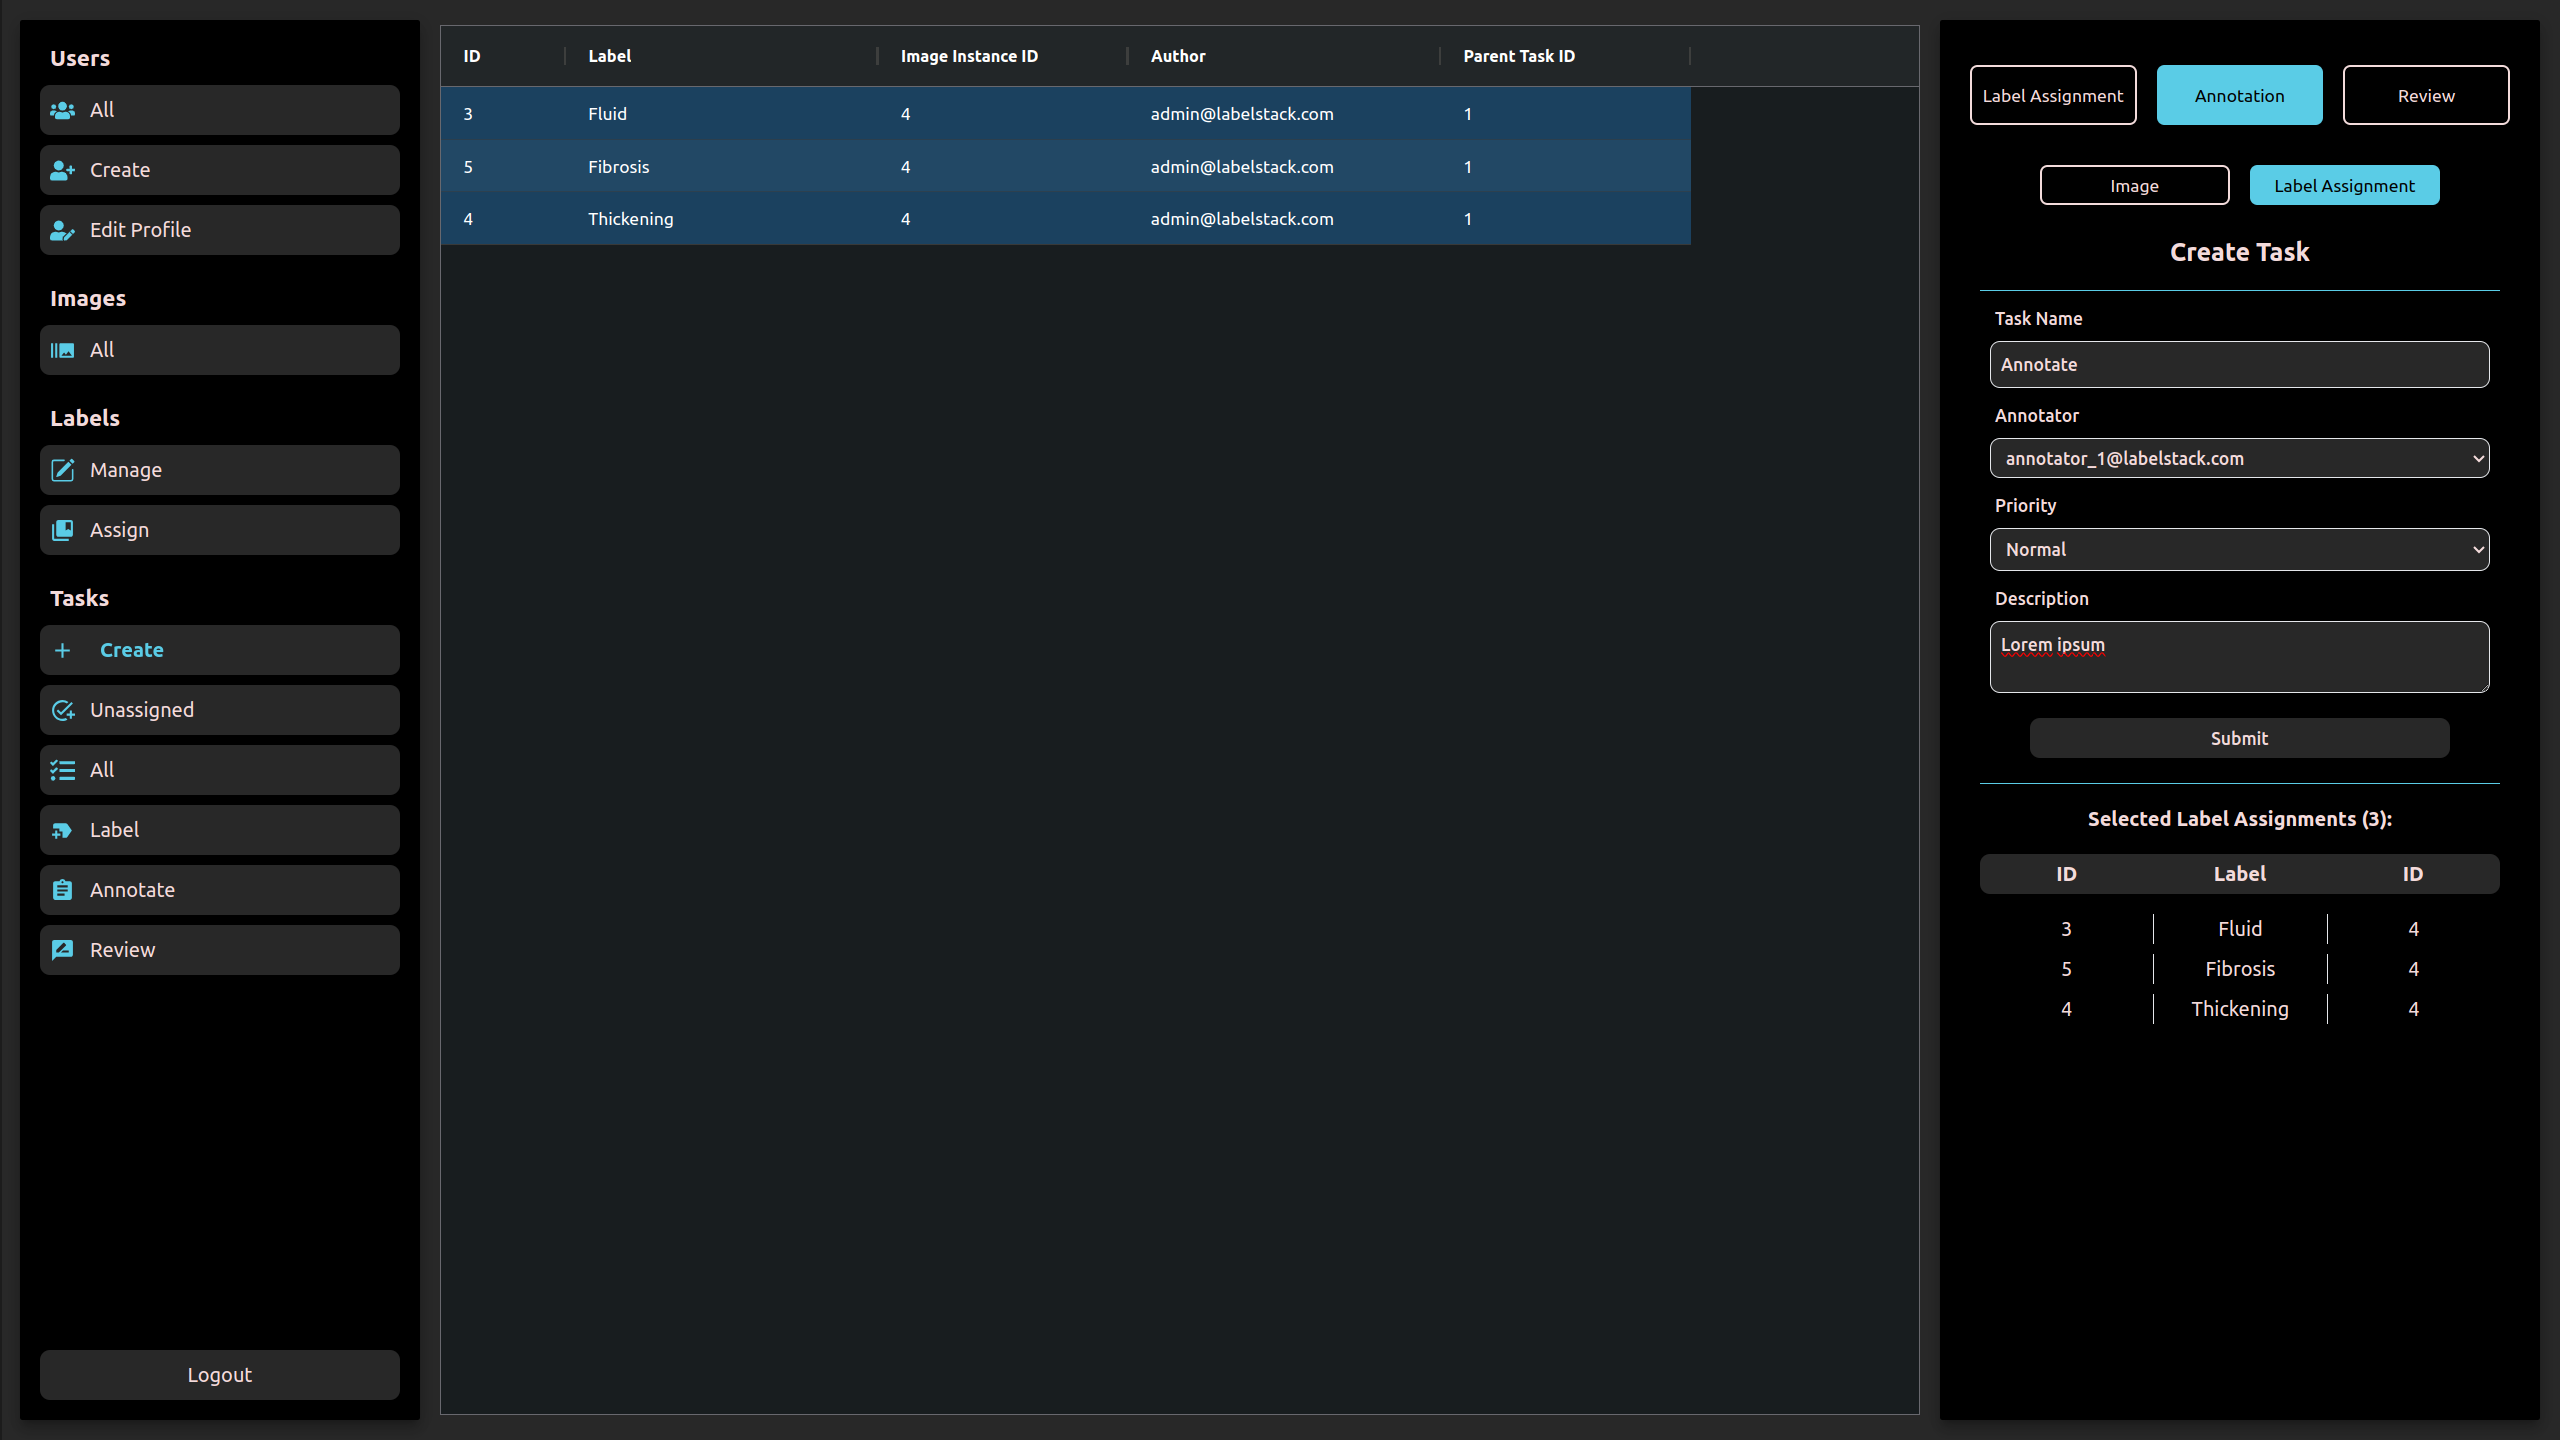 Users
All
Create
Edit Profile
Images
All
Labels
Manage
Assign
Tasks
Create
Unassigned
All
Label
Annotate
Review
Logout
ID Label Image Instance ID Author Parent Task ID
3 Fluid 4 admin@labelstack.com 1
5 Fibrosis 4 admin@labelstack.com 1
4 Thickening 4 admin@labelstack.com 1
Label Assignment Annotation Review
Image Label Assignment
Create Task
Task Name
Annotate
Annotator
annotator_1@labelstack.com
Priority
Normal
Description
Lorem ipsum
Submit
Selected Label Assignments (3):
ID Label ID
3 Fluid 4
5 Fibrosis 4
4 Thickening 4